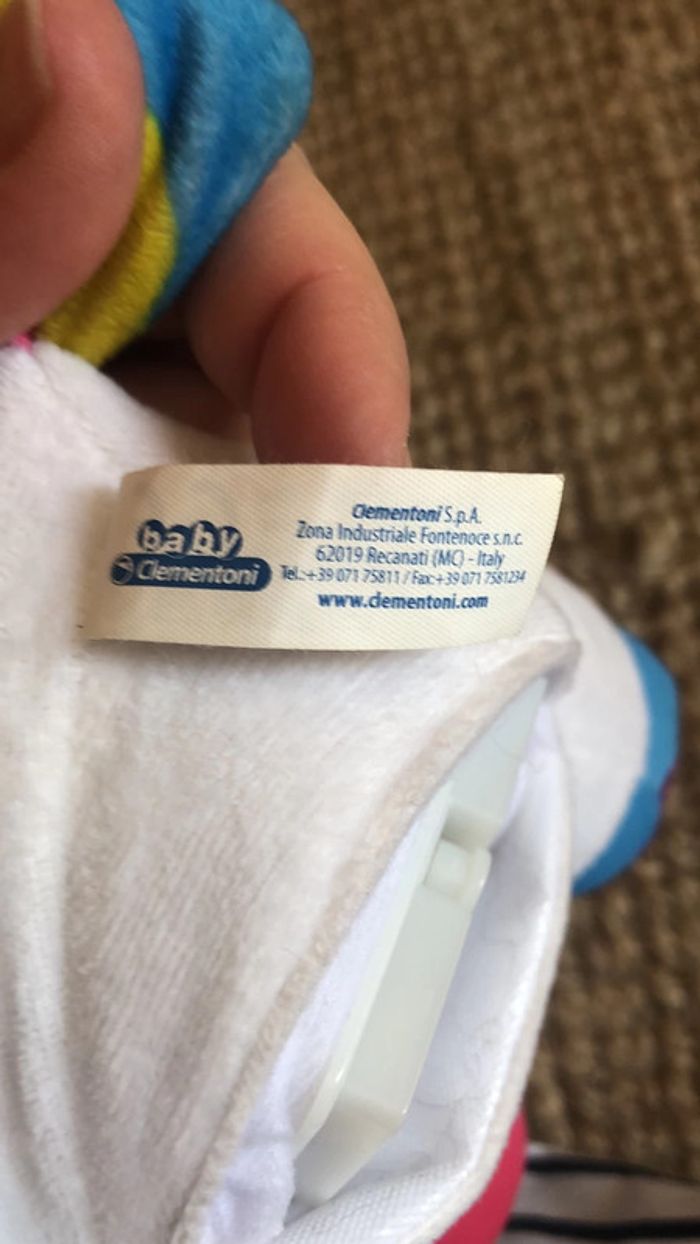 baby
Clementoni
Clementoni S.p.A.
Zona Industriale Fontenoce s.n.c.
62019 Recanati (MC) - Italy
Tel.:+39 071 75811 / Fax:+39 071 7581234
www.clementoni.com